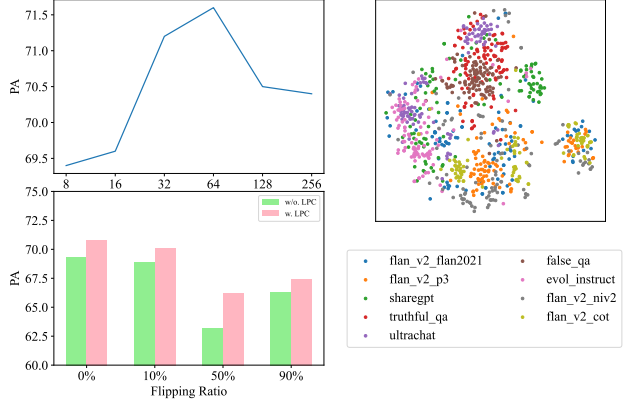 71.5
71.0
70.5
70.0
69.5
PA
8 16 32 64 128 256
75.0
72.5
70.0
67.5
65.0
62.5
60.0
PA
w/o. LPC
w. LPC
0% 10% 50% 90%
Flipping Ratio
flan_v2_flan2021
flan_v2_p3
sharegpt
truthful_qa
ultrachat
false_qa
evol_instruct
flan_v2_niv2
flan_v2_cot